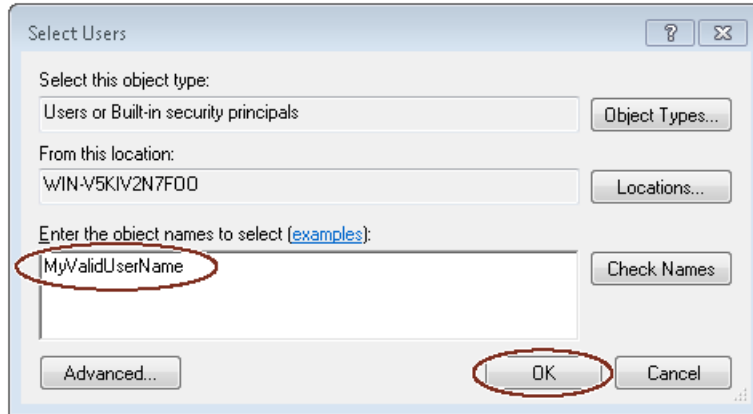 Select Users
Select this object type:
Users or Built-in security principals
Object Types...
From this location:
WIN-V5KIV2N7FOO
Locations...
Enter the object names to select (examples):
MyValidUserName
Check Names
Advanced...
OK
Cancel